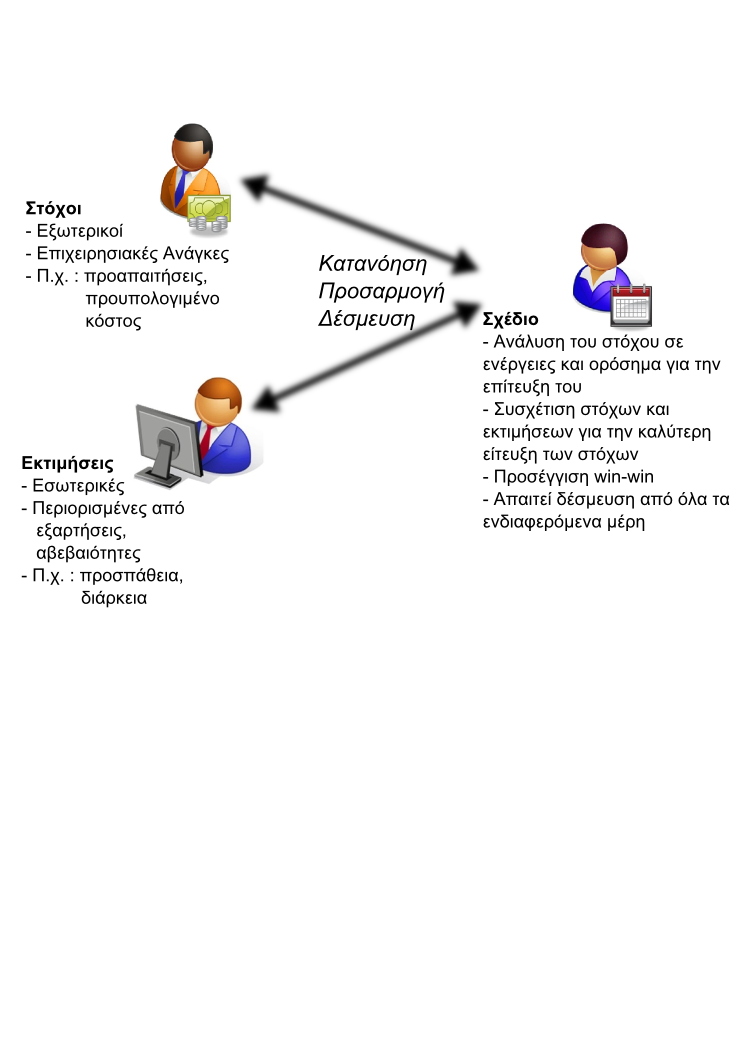 Στόχοι
- Εξωτερικοί
- Επιχειρησιακές Ανάγκες
- Π.χ. : προαπαιτήσεις,
προυπολογιμένο
κόστος
Κατανόηση
Προσαρμογή
Δέσμευση
Σχέδιο
- Ανάλυση του στόχου σε
ενέργειες και ορόσημα για την
επίτευξη του
- Συσχέτιση στόχων και
εκτιμήσεων για την καλύτερη
είτευξη των στόχων
- Προσέγγιση win-win
- Απαιτεί δέσμευση από όλα τα
ενδιαφερόμενα μέρη
Εκτιμήσεις
- Εσωτερικές
- Περιορισμένες από
εξαρτήσεις,
αβεβαιότητες
- Π.χ. : προσπάθεια,
διάρκεια